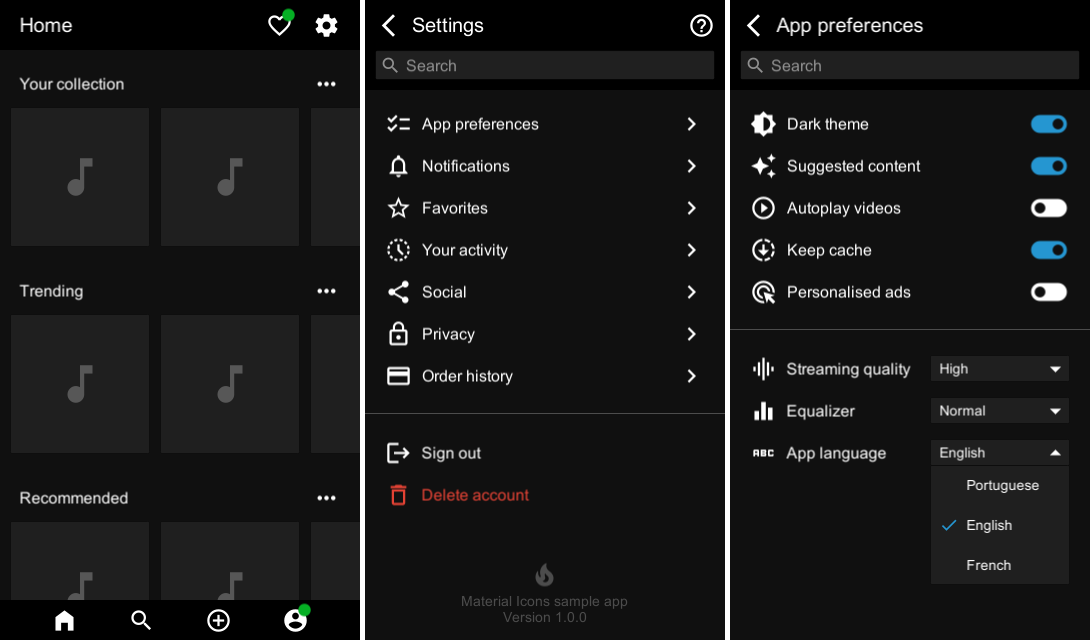 Home
Your collection
Trending
Recommended
Settings
Search
App preferences
Notifications
Favorites
Your activity
Social
Privacy
Order history
Sign out
Delete account
Material Icons sample app
Version 1.0.0
App preferences
Search
Dark theme
Suggested content
Autoplay videos
Keep cache
Personalised ads
Streaming quality High
Equalizer Normal
ABC App language English
Portuguese
English
French